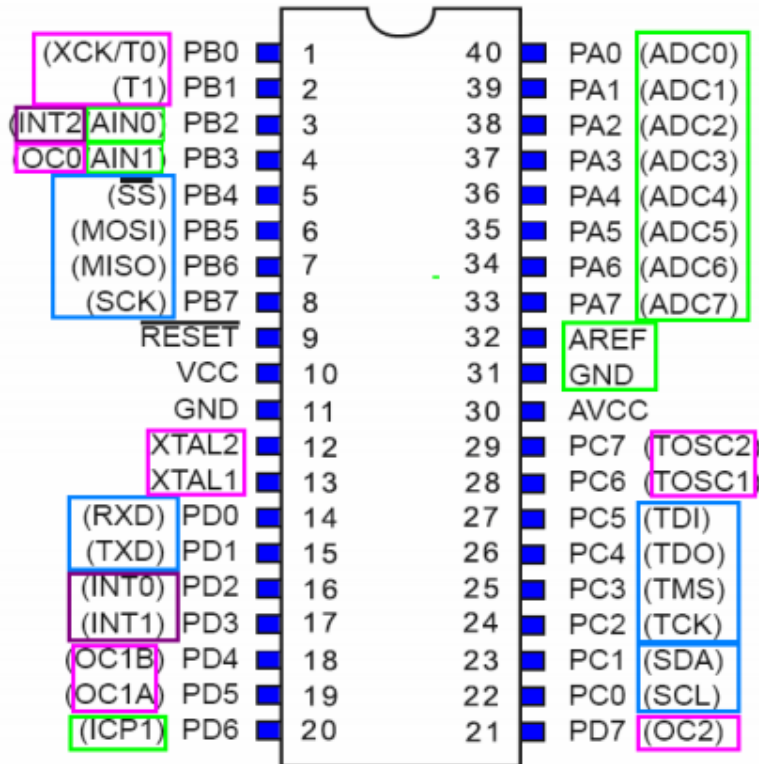 (XCK/T0) PB0 1 40 PA0 (ADC0)
(T1) PB1 2 39 PA1 (ADC1)
(INT2 AIN0) PB2 3 38 PA2 (ADC2)
(OC0 AIN1) PB3 4 37 PA3 (ADC3)
(S̅S̅) PB4 5 36 PA4 (ADC4)
(MOSI) PB5 6 35 PA5 (ADC5)
(MISO) PB6 7 34 PA6 (ADC6)
(SCK) PB7 8 33 PA7 (ADC7)
R̅E̅S̅E̅T̅ 9 32 AREF
VCC 10 31 GND
GND 11 30 AVCC
XTAL2 12 29 PC7 (TOSC2)
XTAL1 13 28 PC6 (TOSC1)
(RXD) PD0 14 27 PC5 (TDI)
(TXD) PD1 15 26 PC4 (TDO)
(INT0) PD2 16 25 PC3 (TMS)
(INT1) PD3 17 24 PC2 (TCK)
(OC1B) PD4 18 23 PC1 (SDA)
(OC1A) PD5 19 22 PC0 (SCL)
(ICP1) PD6 20 21 PD7 (OC2)